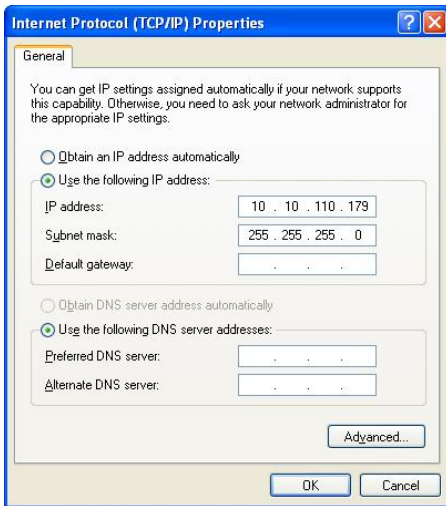 Internet Protocol (TCP/IP) Properties
General
You can get IP settings assigned automatically if your network supports
this capability. Otherwise, you need to ask your network administrator for
the appropriate IP settings.
Obtain an IP address automatically
Use the following IP address:
IP address: 10 . 10 . 110 . 179
Subnet mask: 255 . 255 . 255 . 0
Default gateway: . . .
Obtain DNS server address automatically
Use the following DNS server addresses:
Preferred DNS server: . . .
Alternate DNS server: . . .
Advanced...
OK Cancel